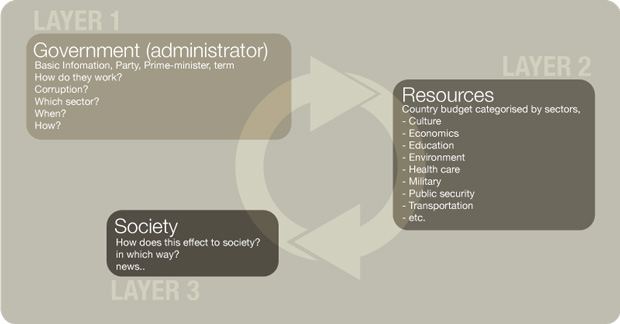 LAYER 1
Government (administrator)
Basic Infomation, Party, Prime-minister, term
How do they work?
Corruption?
Which sector?
When?
How?
LAYER 2
Resources
Country budget categorised by sectors,
- Culture
- Economics
- Education
- Environment
- Health care
- Military
- Public security
- Transportation
- etc.
Society
How does this effect to society?
in which way?
news..
LAYER 3